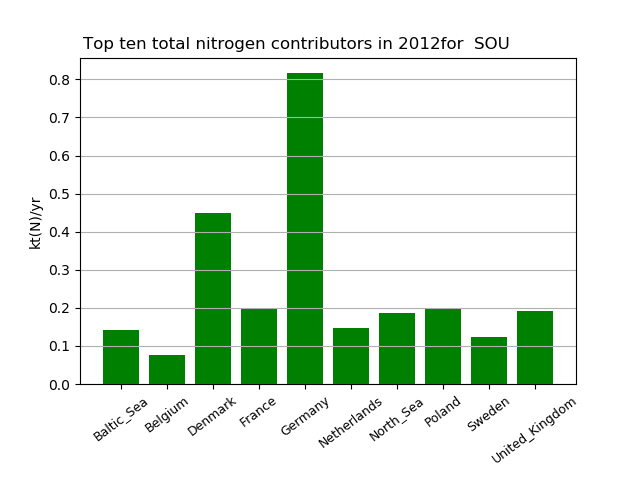 Top ten total nitrogen contributors in 2012for  SOU
kt(N)/yr
0.8
0.7
0.6
0.5
0.4
0.3
0.2
0.1
0.0
Baltic_Sea
Belgium
Denmark
France
Germany
Netherlands
North_Sea
Poland
Sweden
United_Kingdom